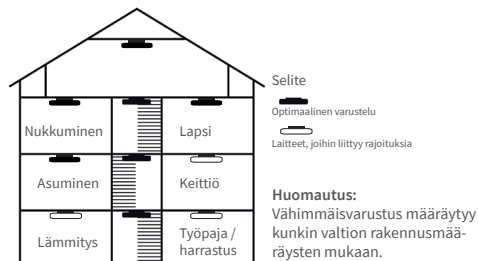 Selite
Optimaalinen varustelu
Laitteet, joihin liittyy rajoituksia
Nukkuminen
Lapsi
Asuminen
Keittiö
Lämmitys
Työpaja /
harrastus
Huomautus:
Vähimmäisvarustus määräytyy
kunkin valtion rakennusmää-
räysten mukaan.